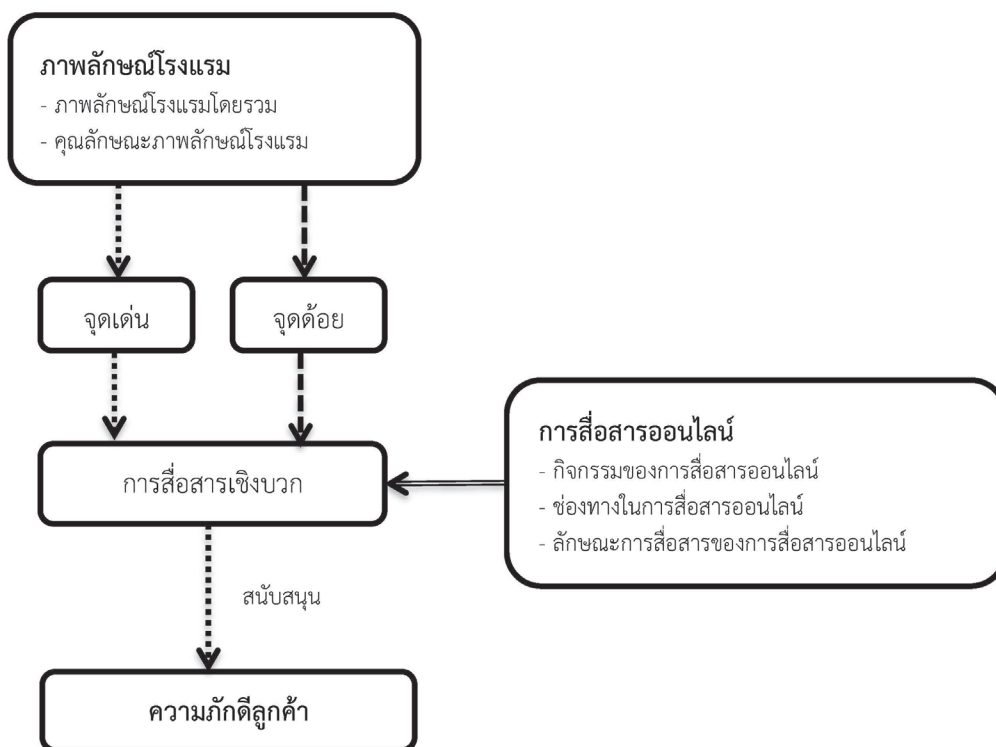 ภาพลักษณ์โรงแรม
- ภาพลักษณ์โรงแรมโดยรวม
- คุณลักษณะภาพลักษณ์โรงแรม
จุดเด่น
จุดด้อย
การสื่อสารเชิงบวก
การสื่อสารออนไลน์
- กิจกรรมของการสื่อสารออนไลน์
- ช่องทางในการสื่อสารออนไลน์
- ลักษณะการสื่อสารของการสื่อสารออนไลน์
สนับสนุน
ความภักดีลูกค้า